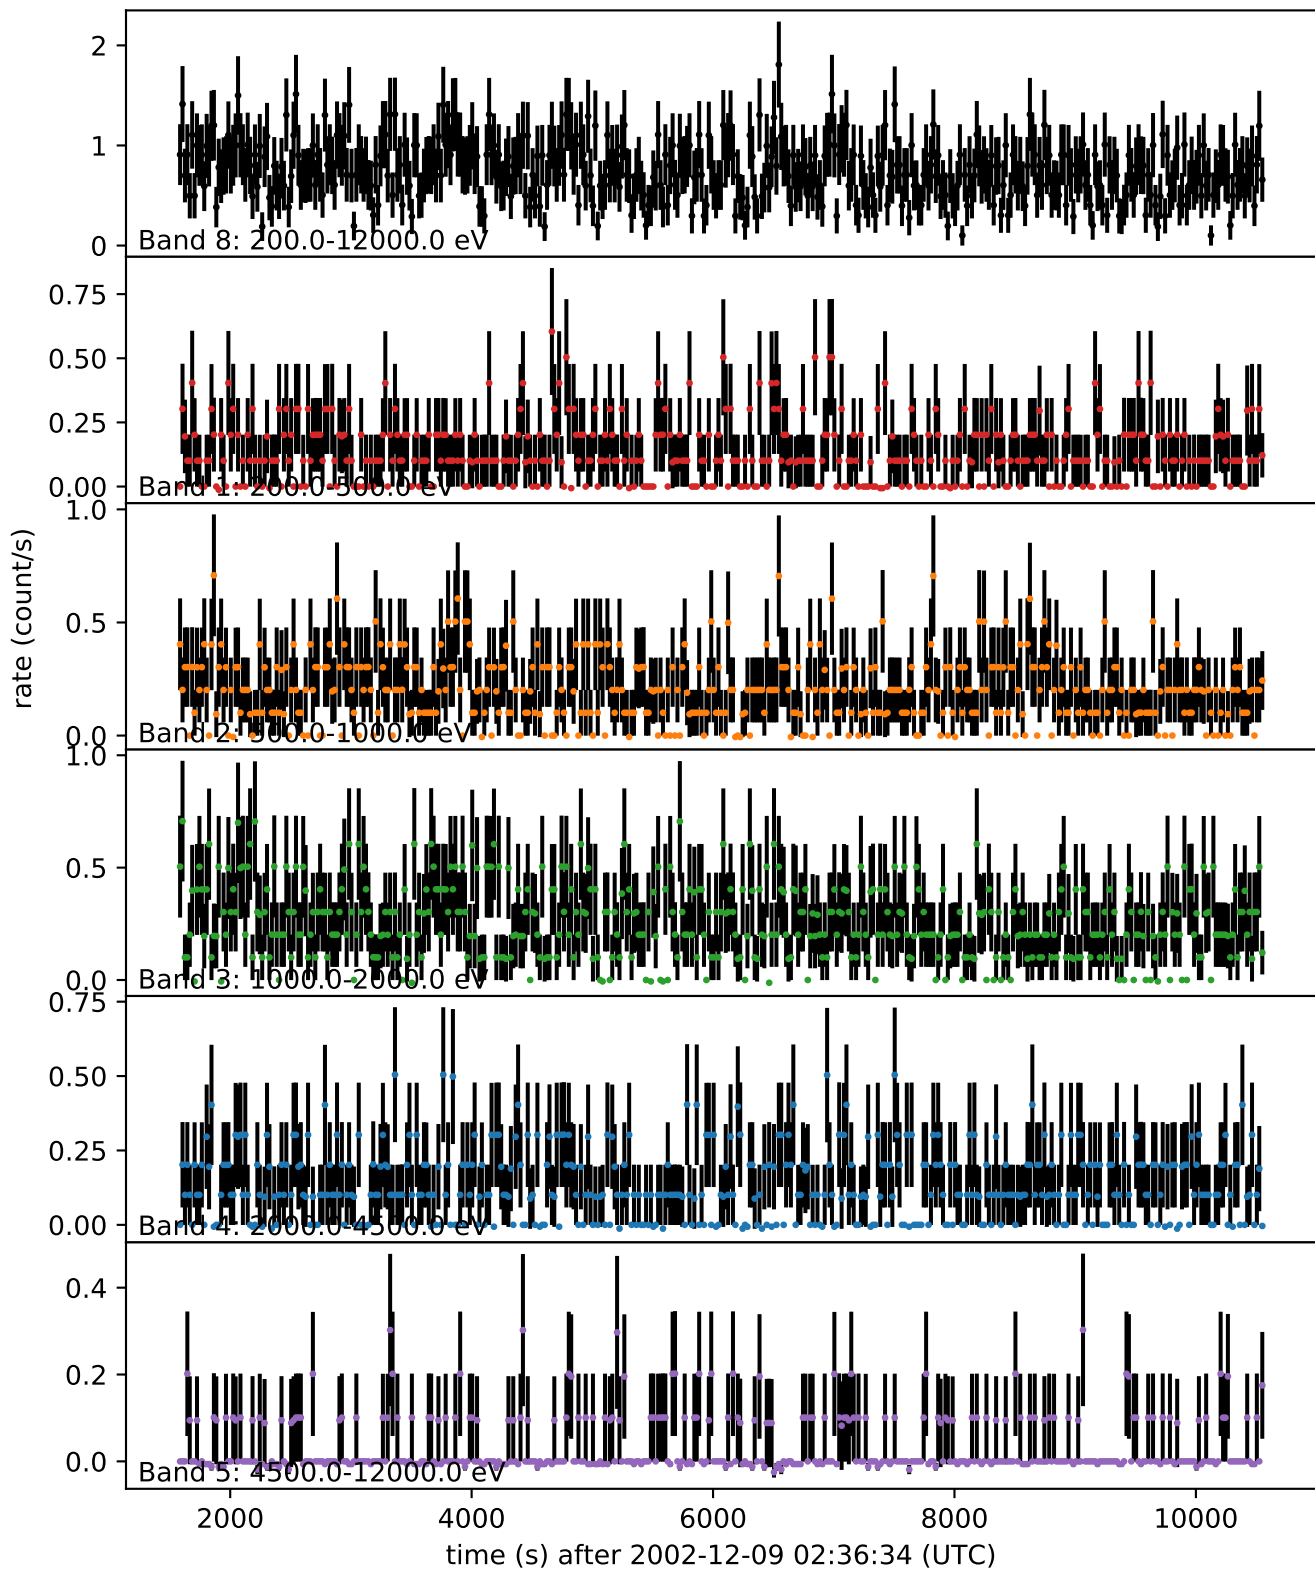 2
1
0
Band 8: 200.0-12000.0 eV
0.75
0.50
0.25
0.00
Band 1: 200.0-500.0 eV
1.0
0.5
0.0
Band 2: 500.0-1000.0 eV
rate (count/s)
1.0
0.5
0.0
Band 3: 1000.0-2000.0 eV
0.75
0.50
0.25
0.00
Band 4: 2000.0-4500.0 eV
0.4
0.2
0.0
Band 5: 4500.0-12000.0 eV
2000 4000 6000 8000 10000
time (s) after 2002-12-09 02:36:34 (UTC)